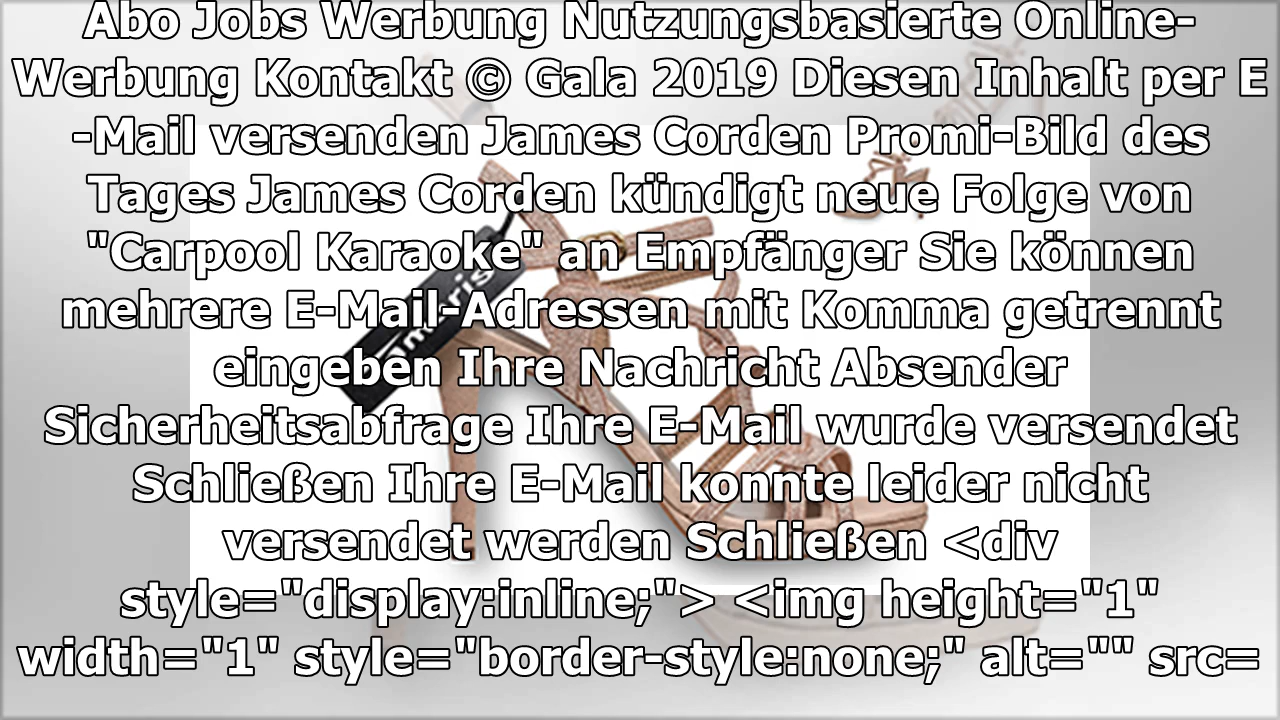 Abo Jobs Werbung Nutzungsbasierte Online-
Werbung Kontakt © Gala 2019 Diesen Inhalt per E
-Mail versenden James Corden Promi-Bild des
Tages James Corden kündigt neue Folge von
"Carpool Karaoke" an Empfänger Sie können
mehrere E-Mail-Adressen mit Komma getrennt
eingeben Ihre Nachricht Absender
Sicherheitsabfrage Ihre E-Mail wurde versendet
Schließen Ihre E-Mail konnte leider nicht
versendet werden Schließen <div
style="display:inline;"> <img height="1"
width="1" style="border-style:none;" alt="" src=